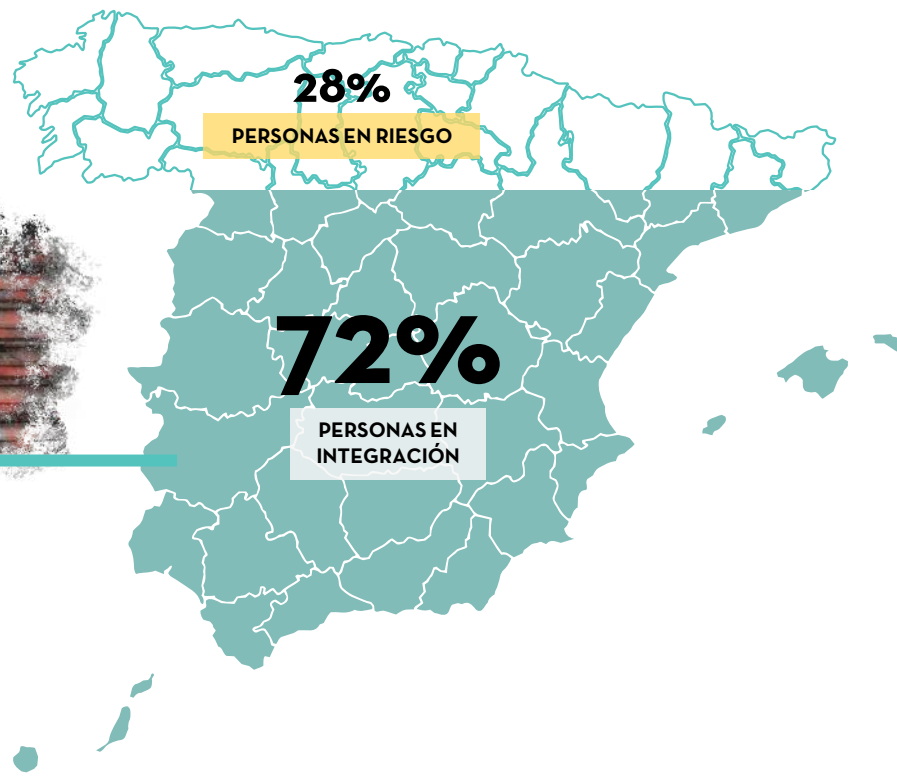 28%
PERSONAS EN RIESGO
72%
PERSONAS EN
INTEGRACIÓN